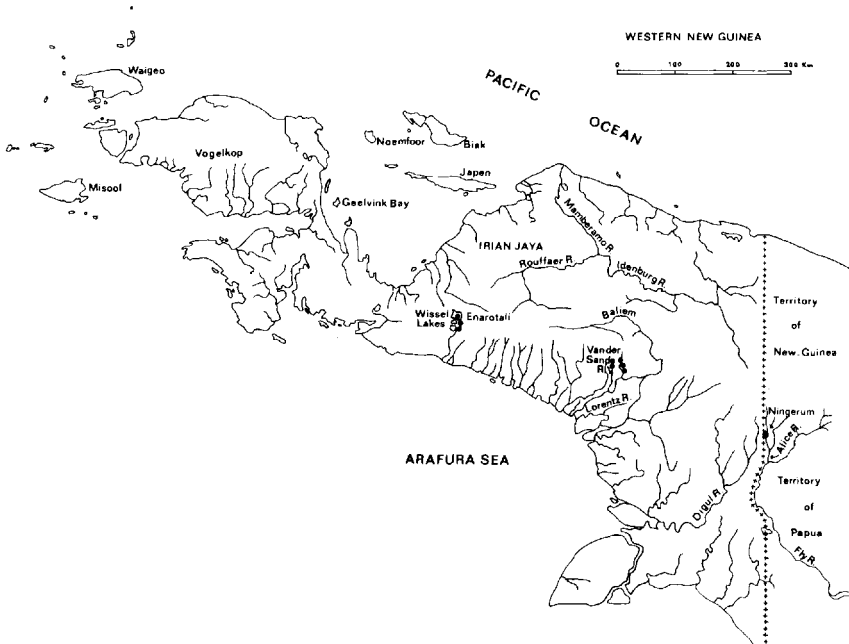 WESTERN NEW GUINEA
0 100 200 300 Km
PACIFIC
OCEAN
Waigeo
Vogelkop
Misool
Noemfoor
Biak
Japen
Geelvink Bay
IRIAN JAYA
Mamberamo R.
Rouffaer R.
Idenburg R.
Wissel
Lakes
Enarotali
Baliem
Vander
Sande
R.
Lorentz R.
Territory
of
New Guinea
Ningerum
Alice R.
ARAFURA SEA
Digul R.
Territory
of
Papua
Fly R.